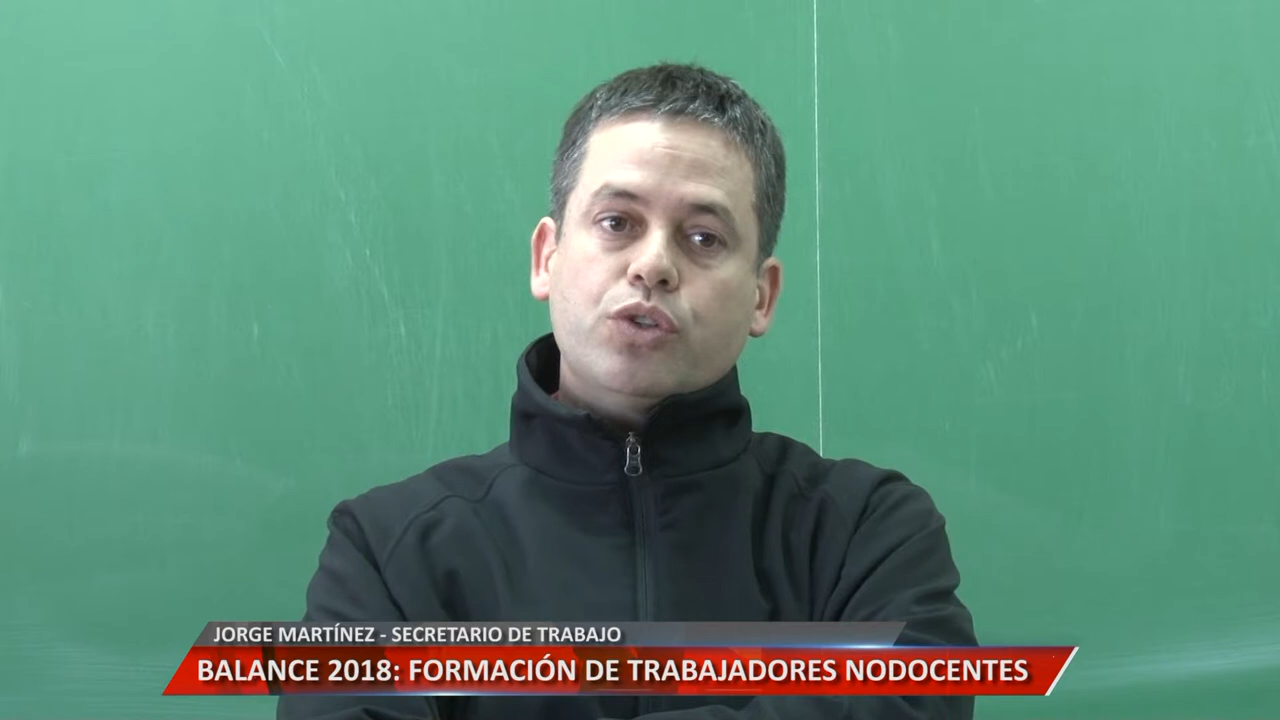 JORGE MARTÍNEZ - SECRETARIO DE TRABAJO
BALANCE 2018: FORMACIÓN DE TRABAJADORES NODOCENTES